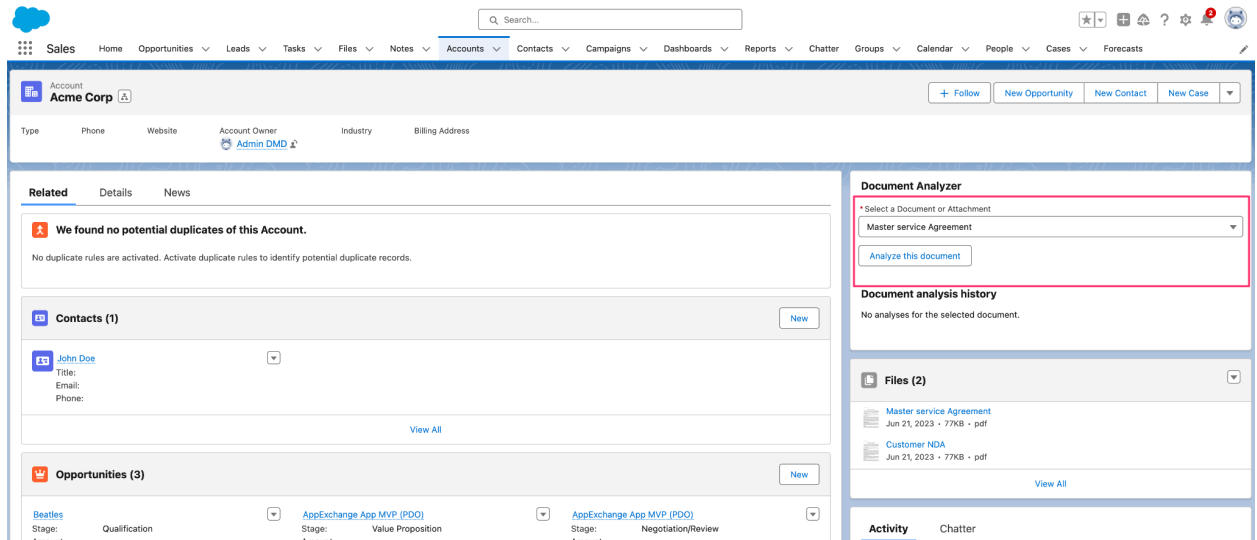 Search...
2
Sales Home Opportunities Leads Tasks Files Notes Accounts Contacts Campaigns Dashboards Reports Chatter Groups Calendar People Cases Forecasts
Account
Acme Corp
+ Follow New Opportunity New Contact New Case
Type Phone Website Account Owner Industry Billing Address
Admin DMD
Related Details News
We found no potential duplicates of this Account.
No duplicate rules are activated. Activate duplicate rules to identify potential duplicate records.
Contacts (1)
New
John Doe
Title:
Email:
Phone:
View All
Opportunities (3)
New
Beatles AppExchange App MVP (PDO) AppExchange App MVP (PDO)
Stage: Qualification Stage: Value Proposition Stage: Negotiation/Review
Document Analyzer
*Select a Document or Attachment
Master service Agreement
Analyze this document
Document analysis history
No analyses for the selected document.
Files (2)
Master service Agreement
Jun 21, 2023 • 77KB • pdf
Customer NDA
Jun 21, 2023 • 77KB • pdf
View All
Activity Chatter